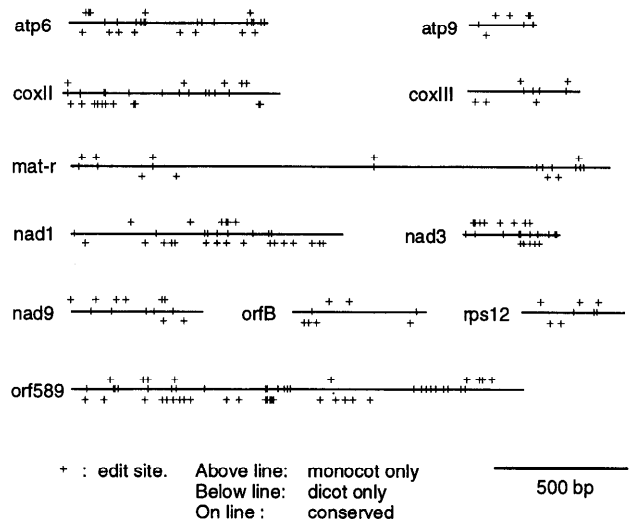 atp6 atp9
coxII coxIII
mat-r
nad1 nad3
nad9 orfB rps12
orf589
+ : edit site. Above line: monocot only
Below line: dicot only
On line : conserved
500 bp